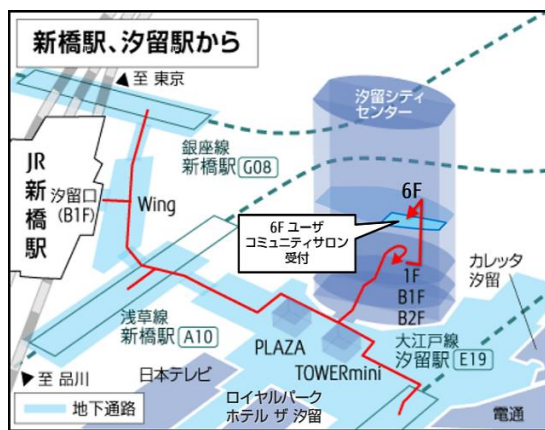 新橋駅、汐留駅から
至 東京
汐留シティ
センター
銀座線
新橋駅 G08
JR
新橋駅
汐留口
(B1F)
Wing
6F
6F ユーザ
コミュニティサロン
受付
1F
B1F
B2F
カレッタ
汐留
浅草線
新橋駅 A10
大江戸線
汐留駅 E19
PLAZA
TOWERmini
至 品川
日本テレビ
ロイヤルパーク
ホテル ザ 汐留
地下通路
電通